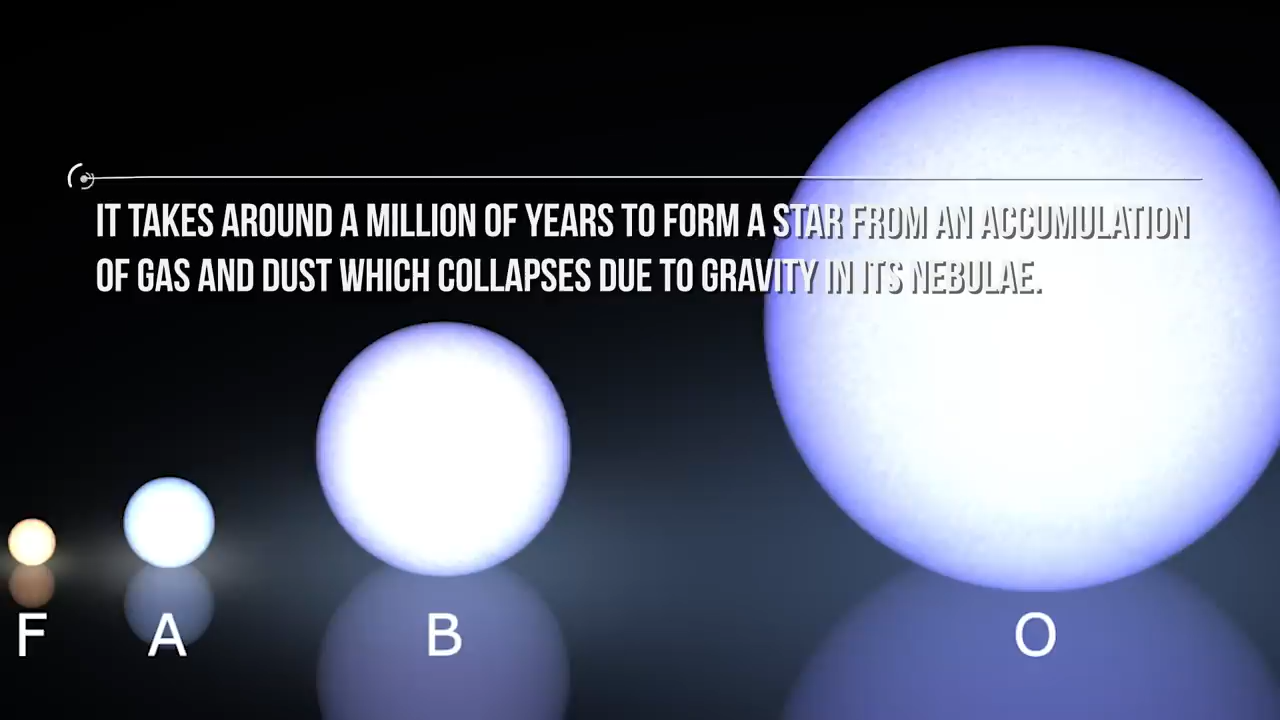 IT TAKES AROUND A MILLION OF YEARS TO FORM A STAR FROM AN ACCUMULATION
OF GAS AND DUST WHICH COLLAPSES DUE TO GRAVITY IN ITS NEBULAE.
F A B O